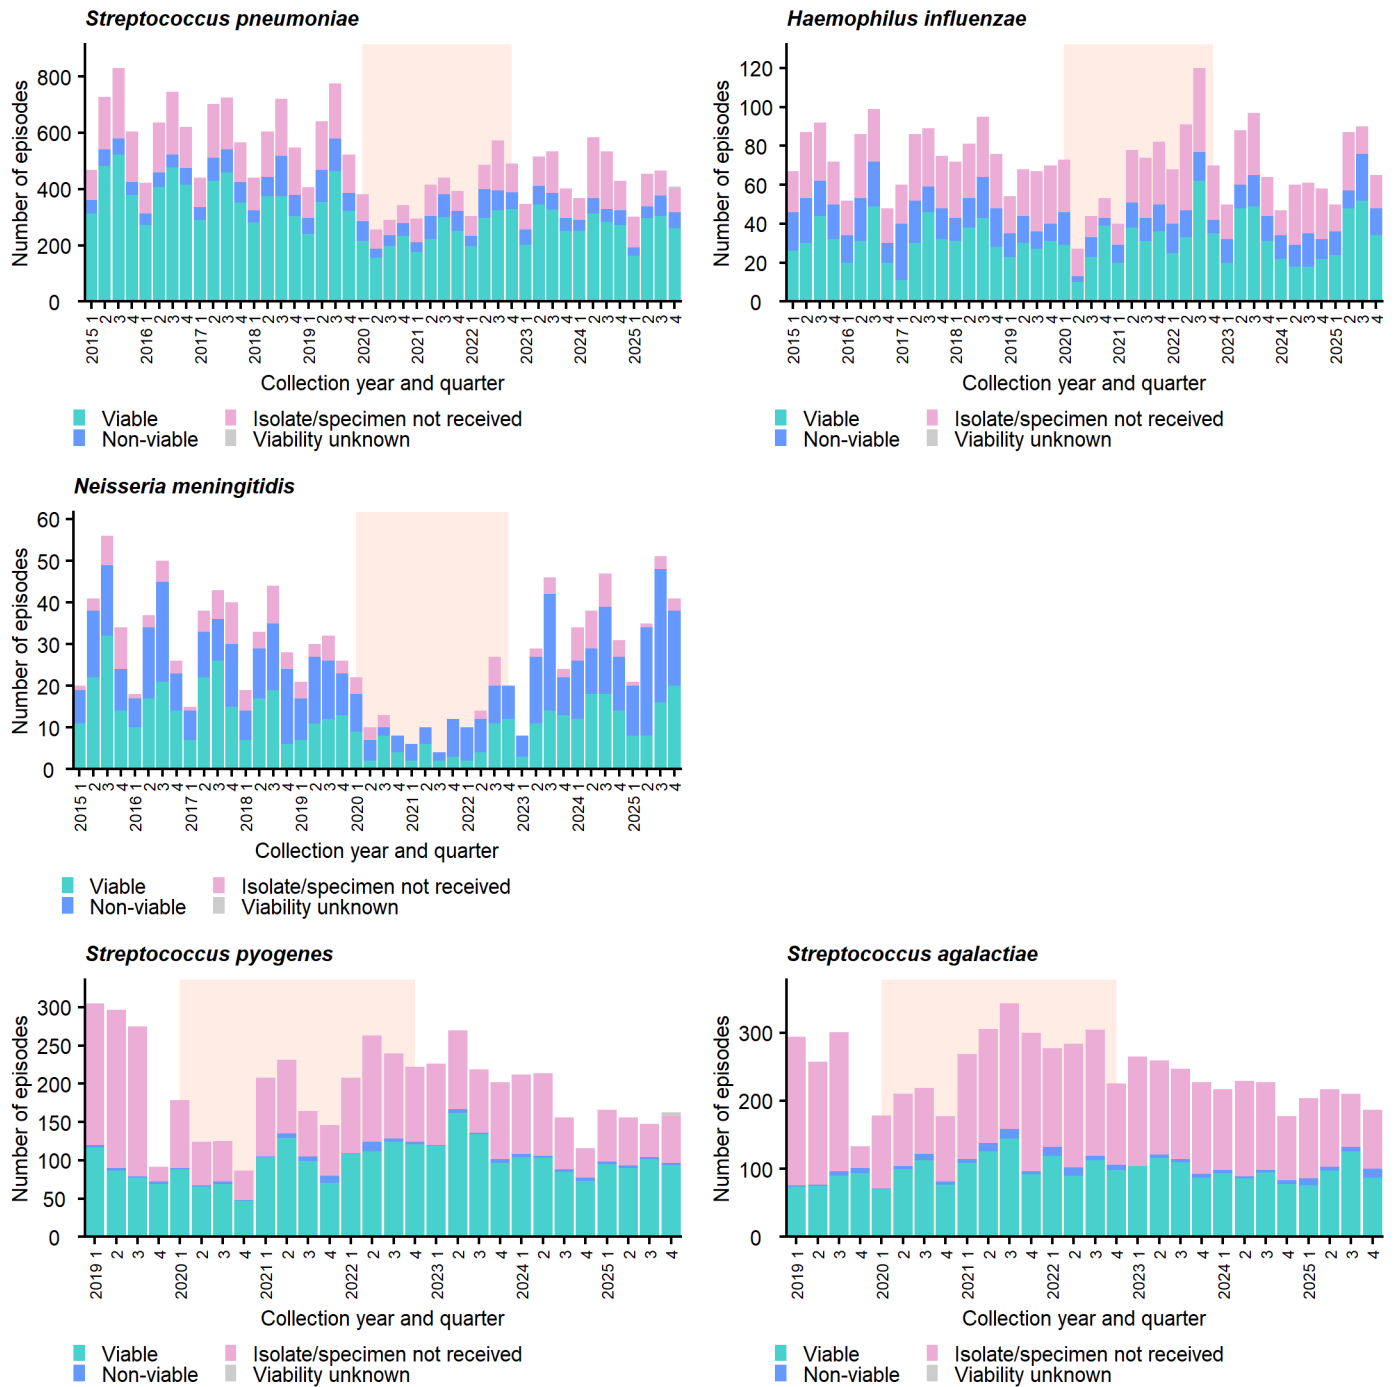 Streptococcus pneumoniae
Number of episodes
800
600
400
200
0
2015 1 2 3 4 2016 1 2 3 4 2017 1 2 3 4 2018 1 2 3 4 2019 1 2 3 4 2020 1 2 3 4 2021 1 2 3 4 2022 1 2 3 4 2023 1 2 3 4 2024 1 2 3 4 2025 1 2 3 4
Collection year and quarter
Viable
Isolate/specimen not received
Non-viable
Viability unknown
Haemophilus influenzae
Number of episodes
120
100
80
60
40
20
0
2015 1 2 3 4 2016 1 2 3 4 2017 1 2 3 4 2018 1 2 3 4 2019 1 2 3 4 2020 1 2 3 4 2021 1 2 3 4 2022 1 2 3 4 2023 1 2 3 4 2024 1 2 3 4 2025 1 2 3 4
Collection year and quarter
Viable
Isolate/specimen not received
Non-viable
Viability unknown
Neisseria meningitidis
Number of episodes
60
50
40
30
20
10
0
2015 1 2 3 4 2016 1 2 3 4 2017 1 2 3 4 2018 1 2 3 4 2019 1 2 3 4 2020 1 2 3 4 2021 1 2 3 4 2022 1 2 3 4 2023 1 2 3 4 2024 1 2 3 4 2025 1 2 3 4
Collection year and quarter
Viable
Isolate/specimen not received
Non-viable
Viability unknown
Streptococcus pyogenes
Number of episodes
300
250
200
150
100
50
0
2019 1 2 3 4 2020 1 2 3 4 2021 1 2 3 4 2022 1 2 3 4 2023 1 2 3 4 2024 1 2 3 4 2025 1 2 3 4
Collection year and quarter
Viable
Isolate/specimen not received
Non-viable
Viability unknown
Streptococcus agalactiae
Number of episodes
300
200
100
0
2019 1 2 3 4 2020 1 2 3 4 2021 1 2 3 4 2022 1 2 3 4 2023 1 2 3 4 2024 1 2 3 4 2025 1 2 3 4
Collection year and quarter
Viable
Isolate/specimen not received
Non-viable
Viability unknown